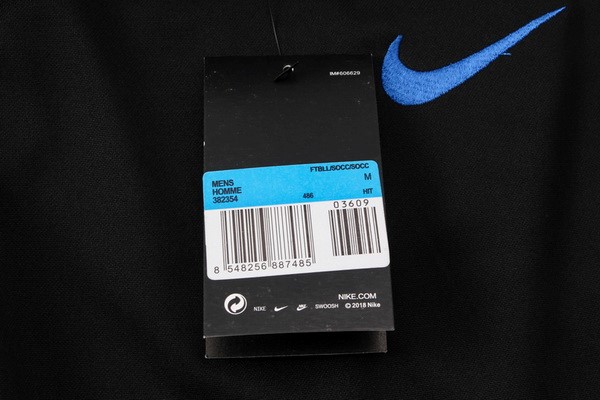 IM#606629
FTBLL/SOCC/SOCC
MENS
M
HOMME
382354
486
HIT
03609
8 548256 887485
NIKE.COM
NIKE
SWOOSH
© 2018 Nike